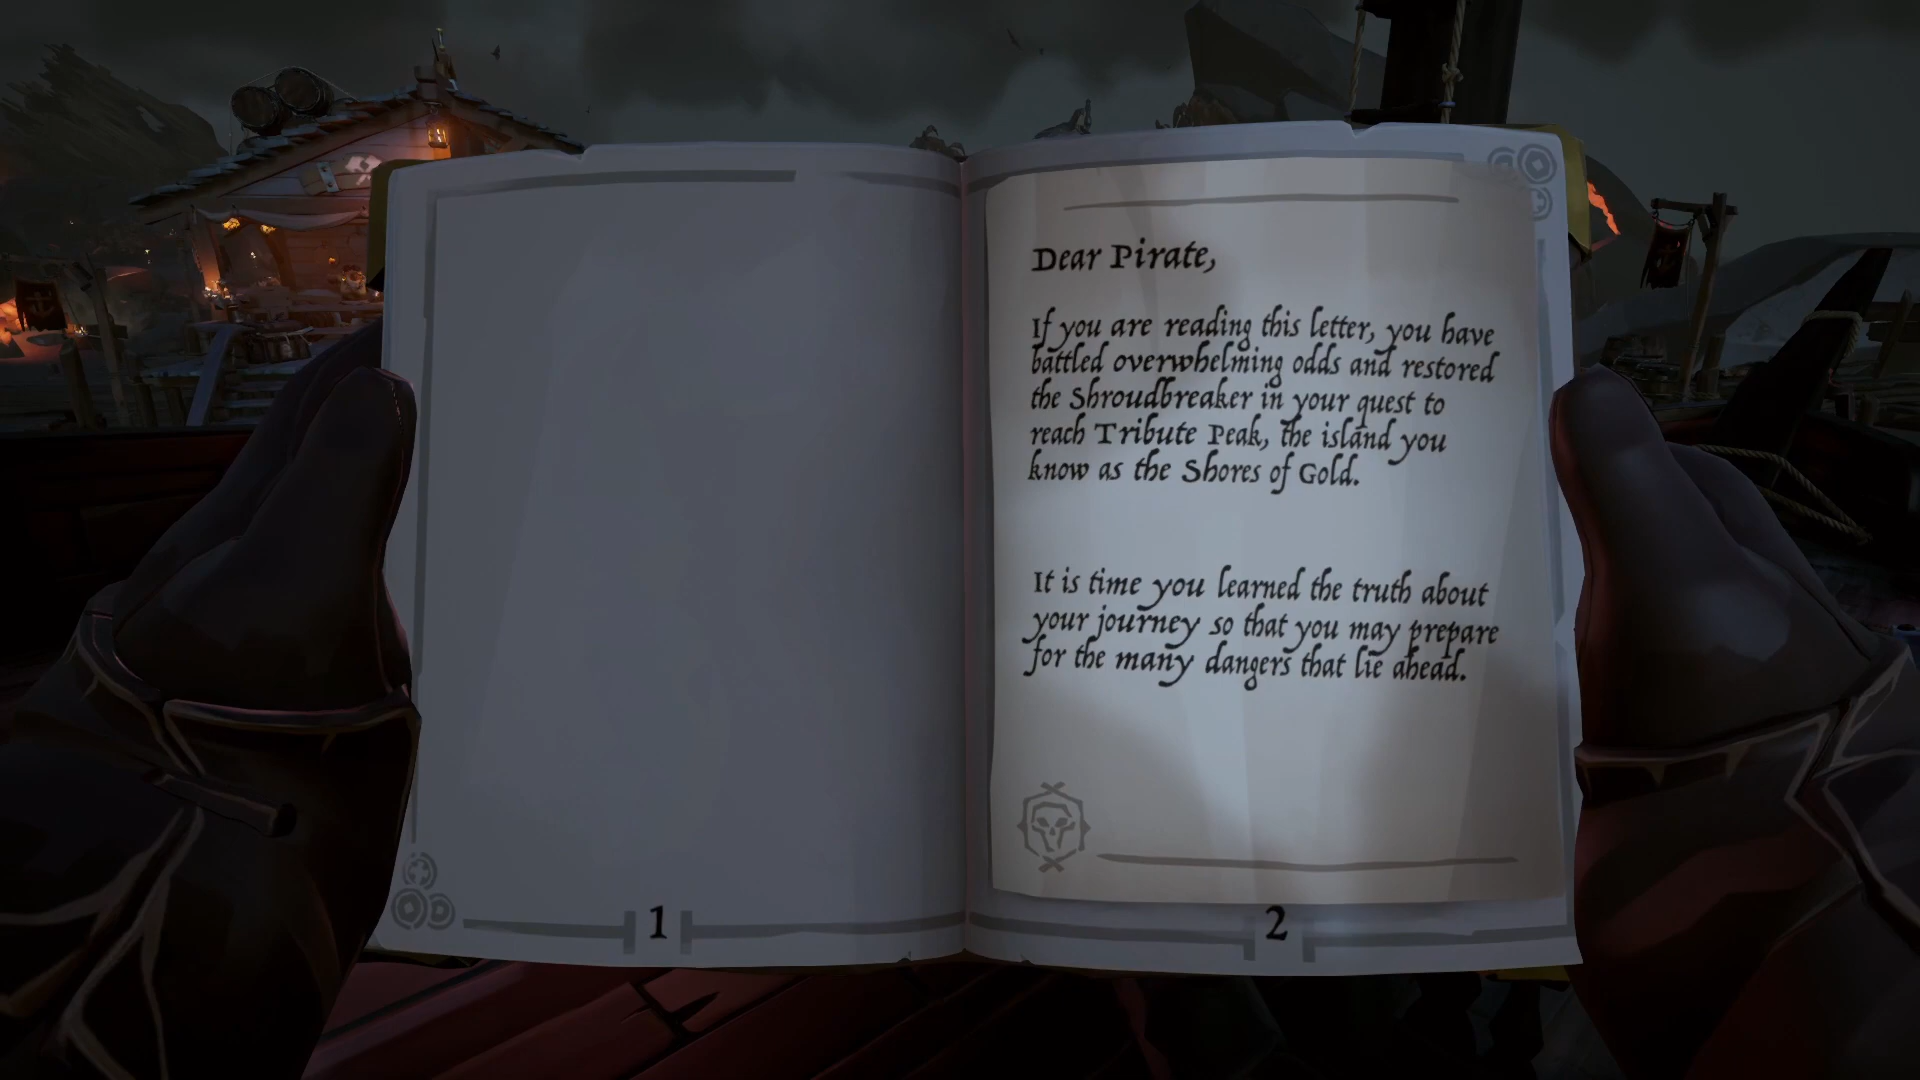 Dear Pirate,
If you are reading this letter, you have
battled overwhelming odds and restored
the Shroudbreaker in your quest to
reach Tribute Peak, the island you
know as the Shores of Gold.
It is time you learned the truth about
your journey so that you may prepare
for the many dangers that lie ahead.
1
2